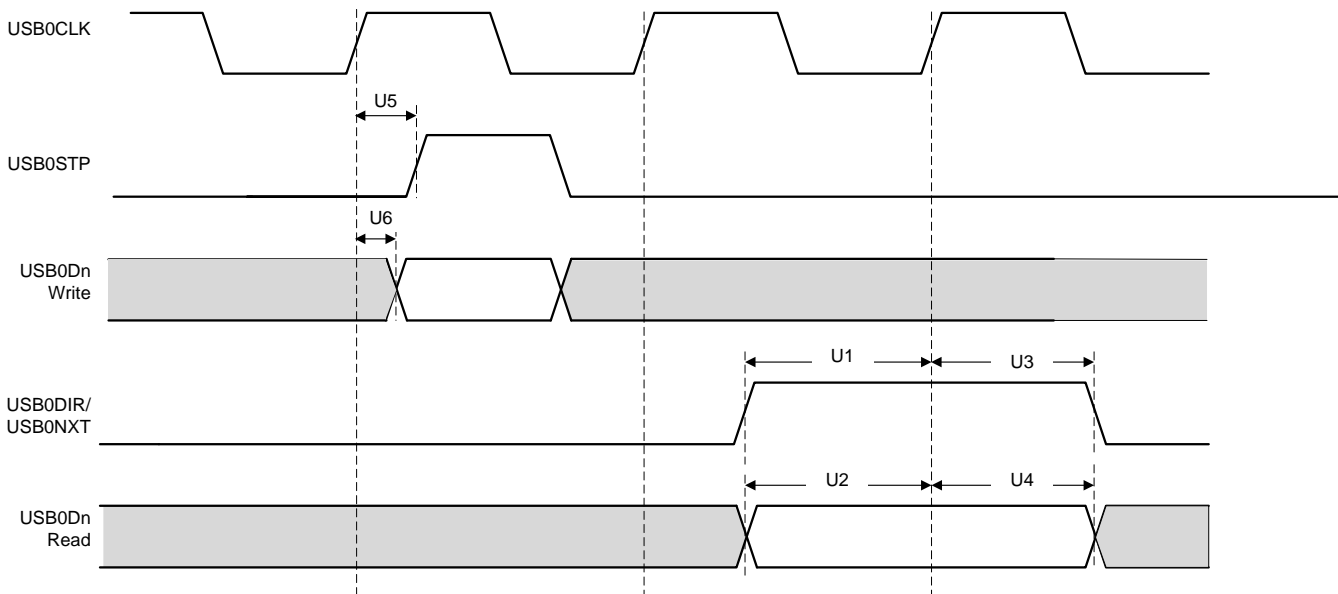 USB0CLK
U5
USB0STP
U6
USB0Dn
Write
U1
U3
USB0DIR/
USB0NXT
U2
U4
USB0Dn
Read